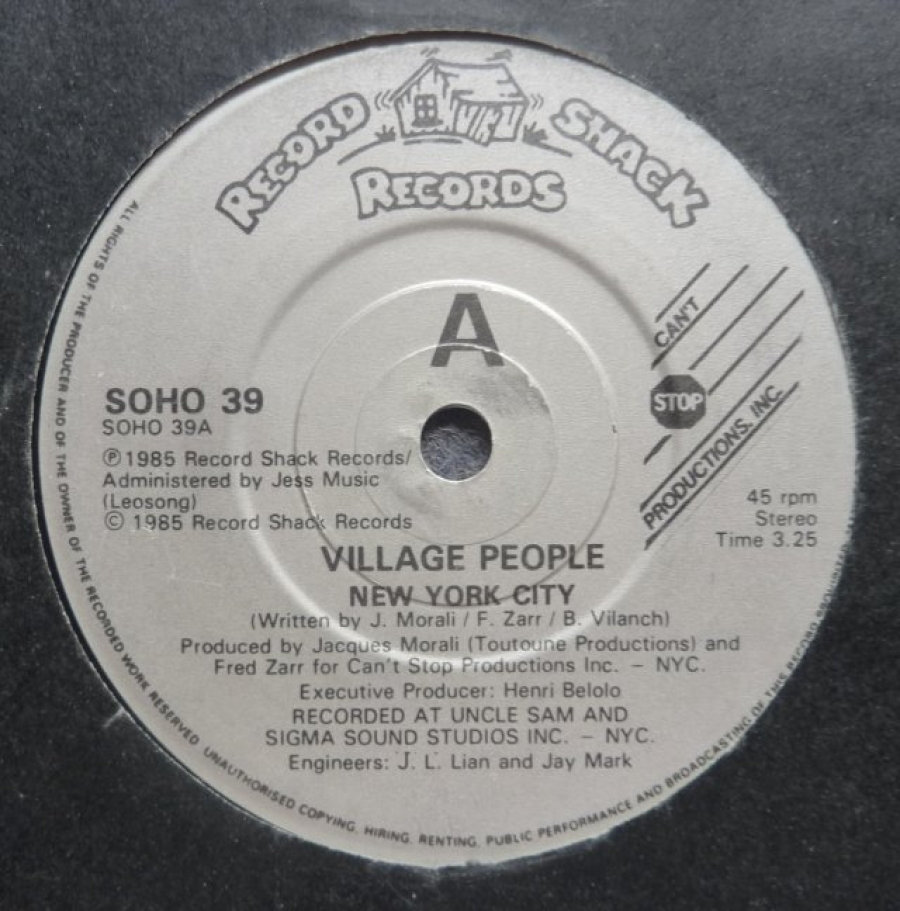 RECORD SHACK
RECORDS
A
CAN'T
STOP
PRODUCTIONS, INC.
SOHO 39
SOHO 39A
Ⓟ1985 Record Shack Records/
Administered by Jess Music
(Leosong)
© 1985 Record Shack Records
45 rpm
Stereo
Time 3.25
VILLAGE PEOPLE
NEW YORK CITY
(Written by J. Morali / F. Zarr / B. Vilanch)
Produced by Jacques Morali (Toutoune Productions) and
Fred Zarr for Can't Stop Productions Inc. – NYC.
Executive Producer: Henri Belolo
RECORDED AT UNCLE SAM AND
SIGMA SOUND STUDIOS INC. – NYC.
Engineers: J. L. Lian and Jay Mark
ALL RIGHTS OF THE PRODUCER AND OF THE OWNER OF THE RECORDED WORK RESERVED UNAUTHORISED COPYING, HIRING, RENTING, PUBLIC PERFORMANCE AND BROADCASTING OF THIS RECORD